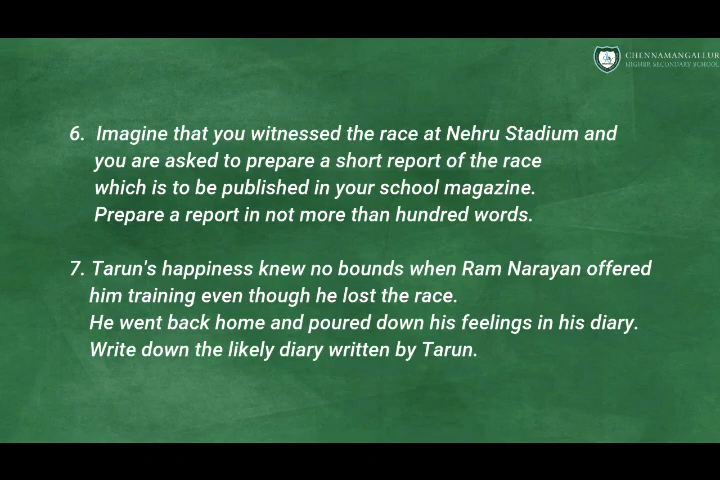 CHENNAMANGALLUR
HIGHER SECONDARY SCHOOL
6. Imagine that you witnessed the race at Nehru Stadium and
you are asked to prepare a short report of the race
which is to be published in your school magazine.
Prepare a report in not more than hundred words.
7. Tarun's happiness knew no bounds when Ram Narayan offered
him training even though he lost the race.
He went back home and poured down his feelings in his diary.
Write down the likely diary written by Tarun.